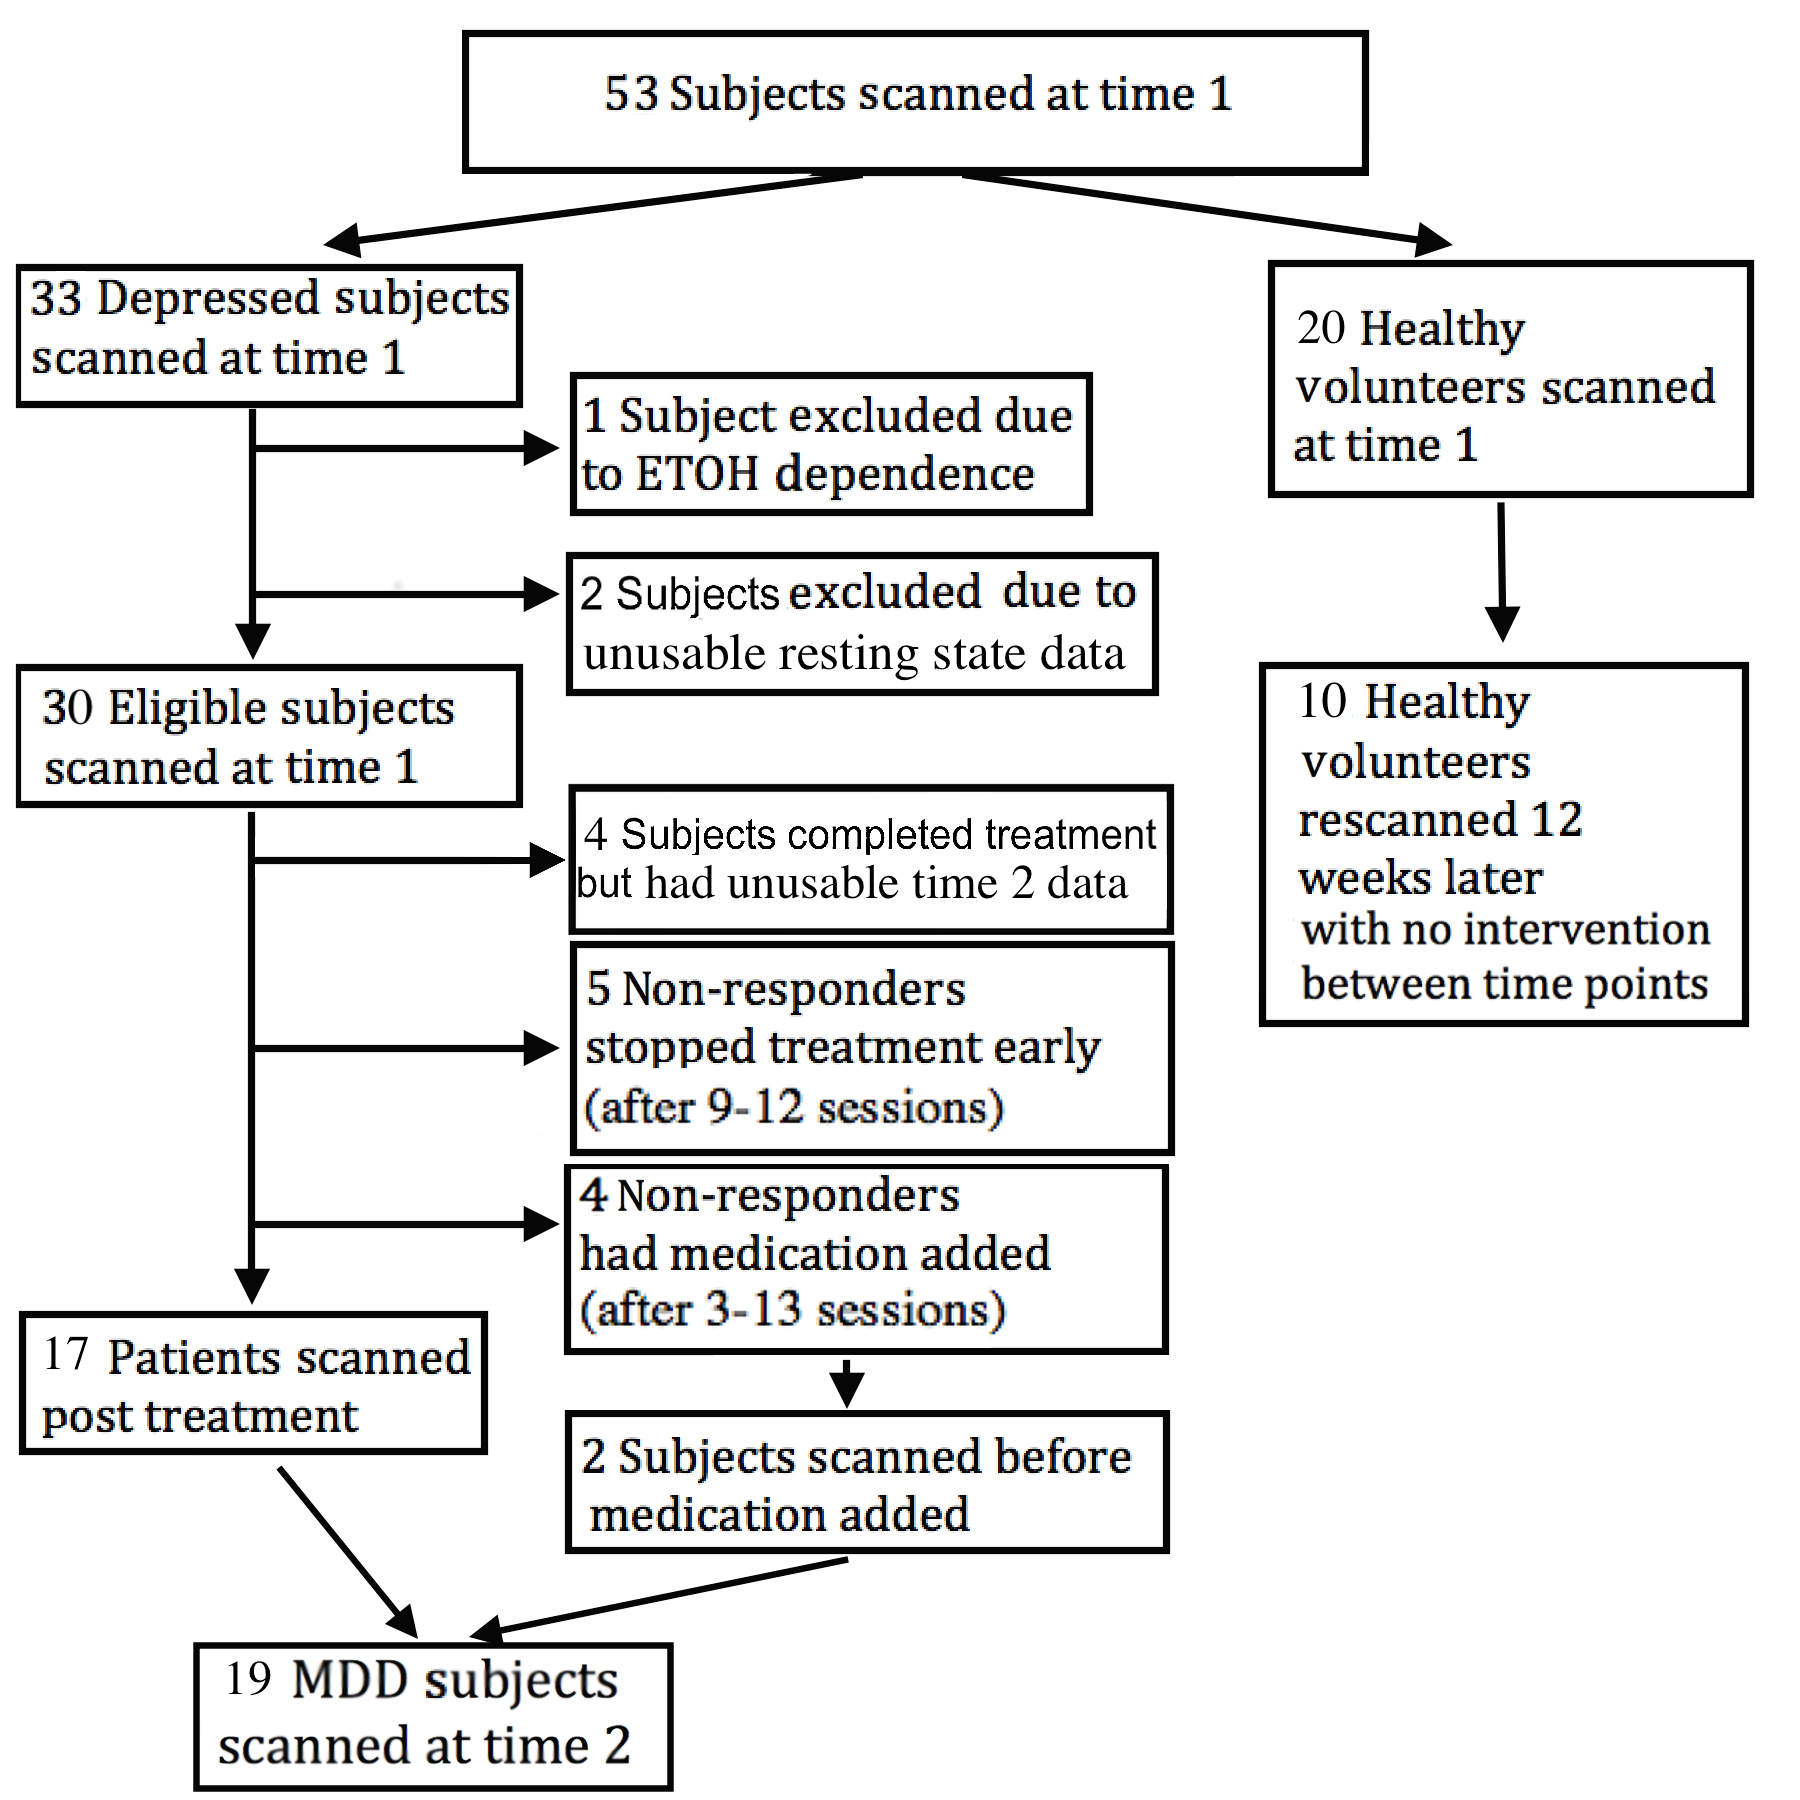 53 Subjects scanned at time 1
33 Depressed subjects
scanned at time 1
20 Healthy
volunteers scanned
at time 1
1 Subject excluded due
to ETOH dependence
2 Subjects excluded due to
unusable resting state data
30 Eligible subjects
scanned at time 1
10 Healthy
volunteers
rescanned 12
weeks later
with no intervention
between time points
4 Subjects completed treatment
but had unusable time 2 data
5 Non-responders
stopped treatment early
(after 9-12 sessions)
4 Non-responders
had medication added
(after 3-13 sessions)
17 Patients scanned
post treatment
2 Subjects scanned before
medication added
19 MDD subjects
scanned at time 2